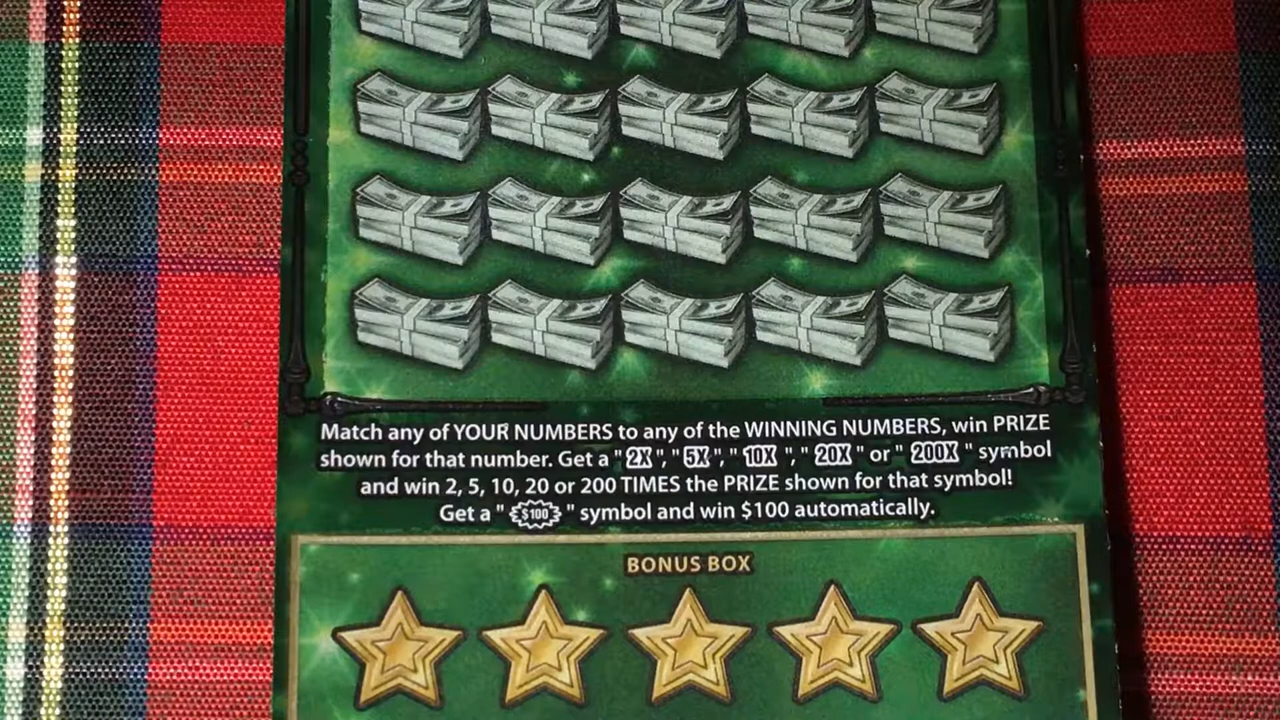 Match any of YOUR NUMBERS to any of the WINNING NUMBERS, win PRIZE
shown for that number. Get a "2X", "5X", "10X", "20X" or "200X" symbol
and win 2, 5, 10, 20 or 200 TIMES the PRIZE shown for that symbol!
Get a "$100" symbol and win $100 automatically.
BONUS BOX